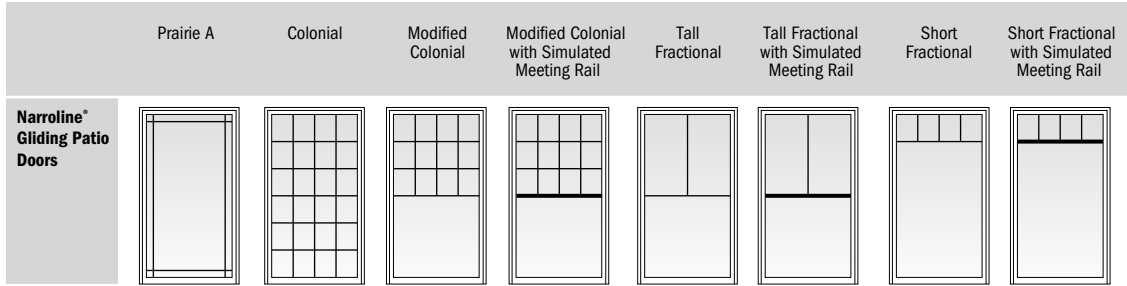 Prairie A
Colonial
Modified
Colonial
Modified Colonial
with Simulated
Meeting Rail
Tall
Fractional
Tall Fractional
with Simulated
Meeting Rail
Short
Fractional
Short Fractional
with Simulated
Meeting Rail
Narroline®
Gliding Patio
Doors